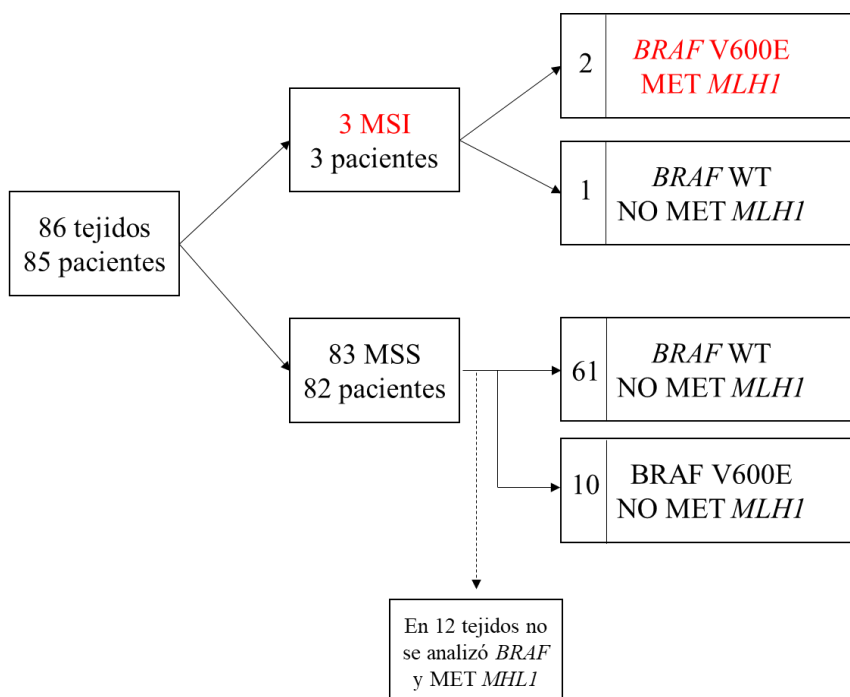 86 tejidos
85 pacientes
3 MSI
3 pacientes
2
BRAF V600E
MET MLH1
1
BRAF WT
NO MET MLH1
83 MSS
82 pacientes
61
BRAF WT
NO MET MLH1
10
BRAF V600E
NO MET MLH1
En 12 tejidos no
se analizó BRAF
y MET MHL1